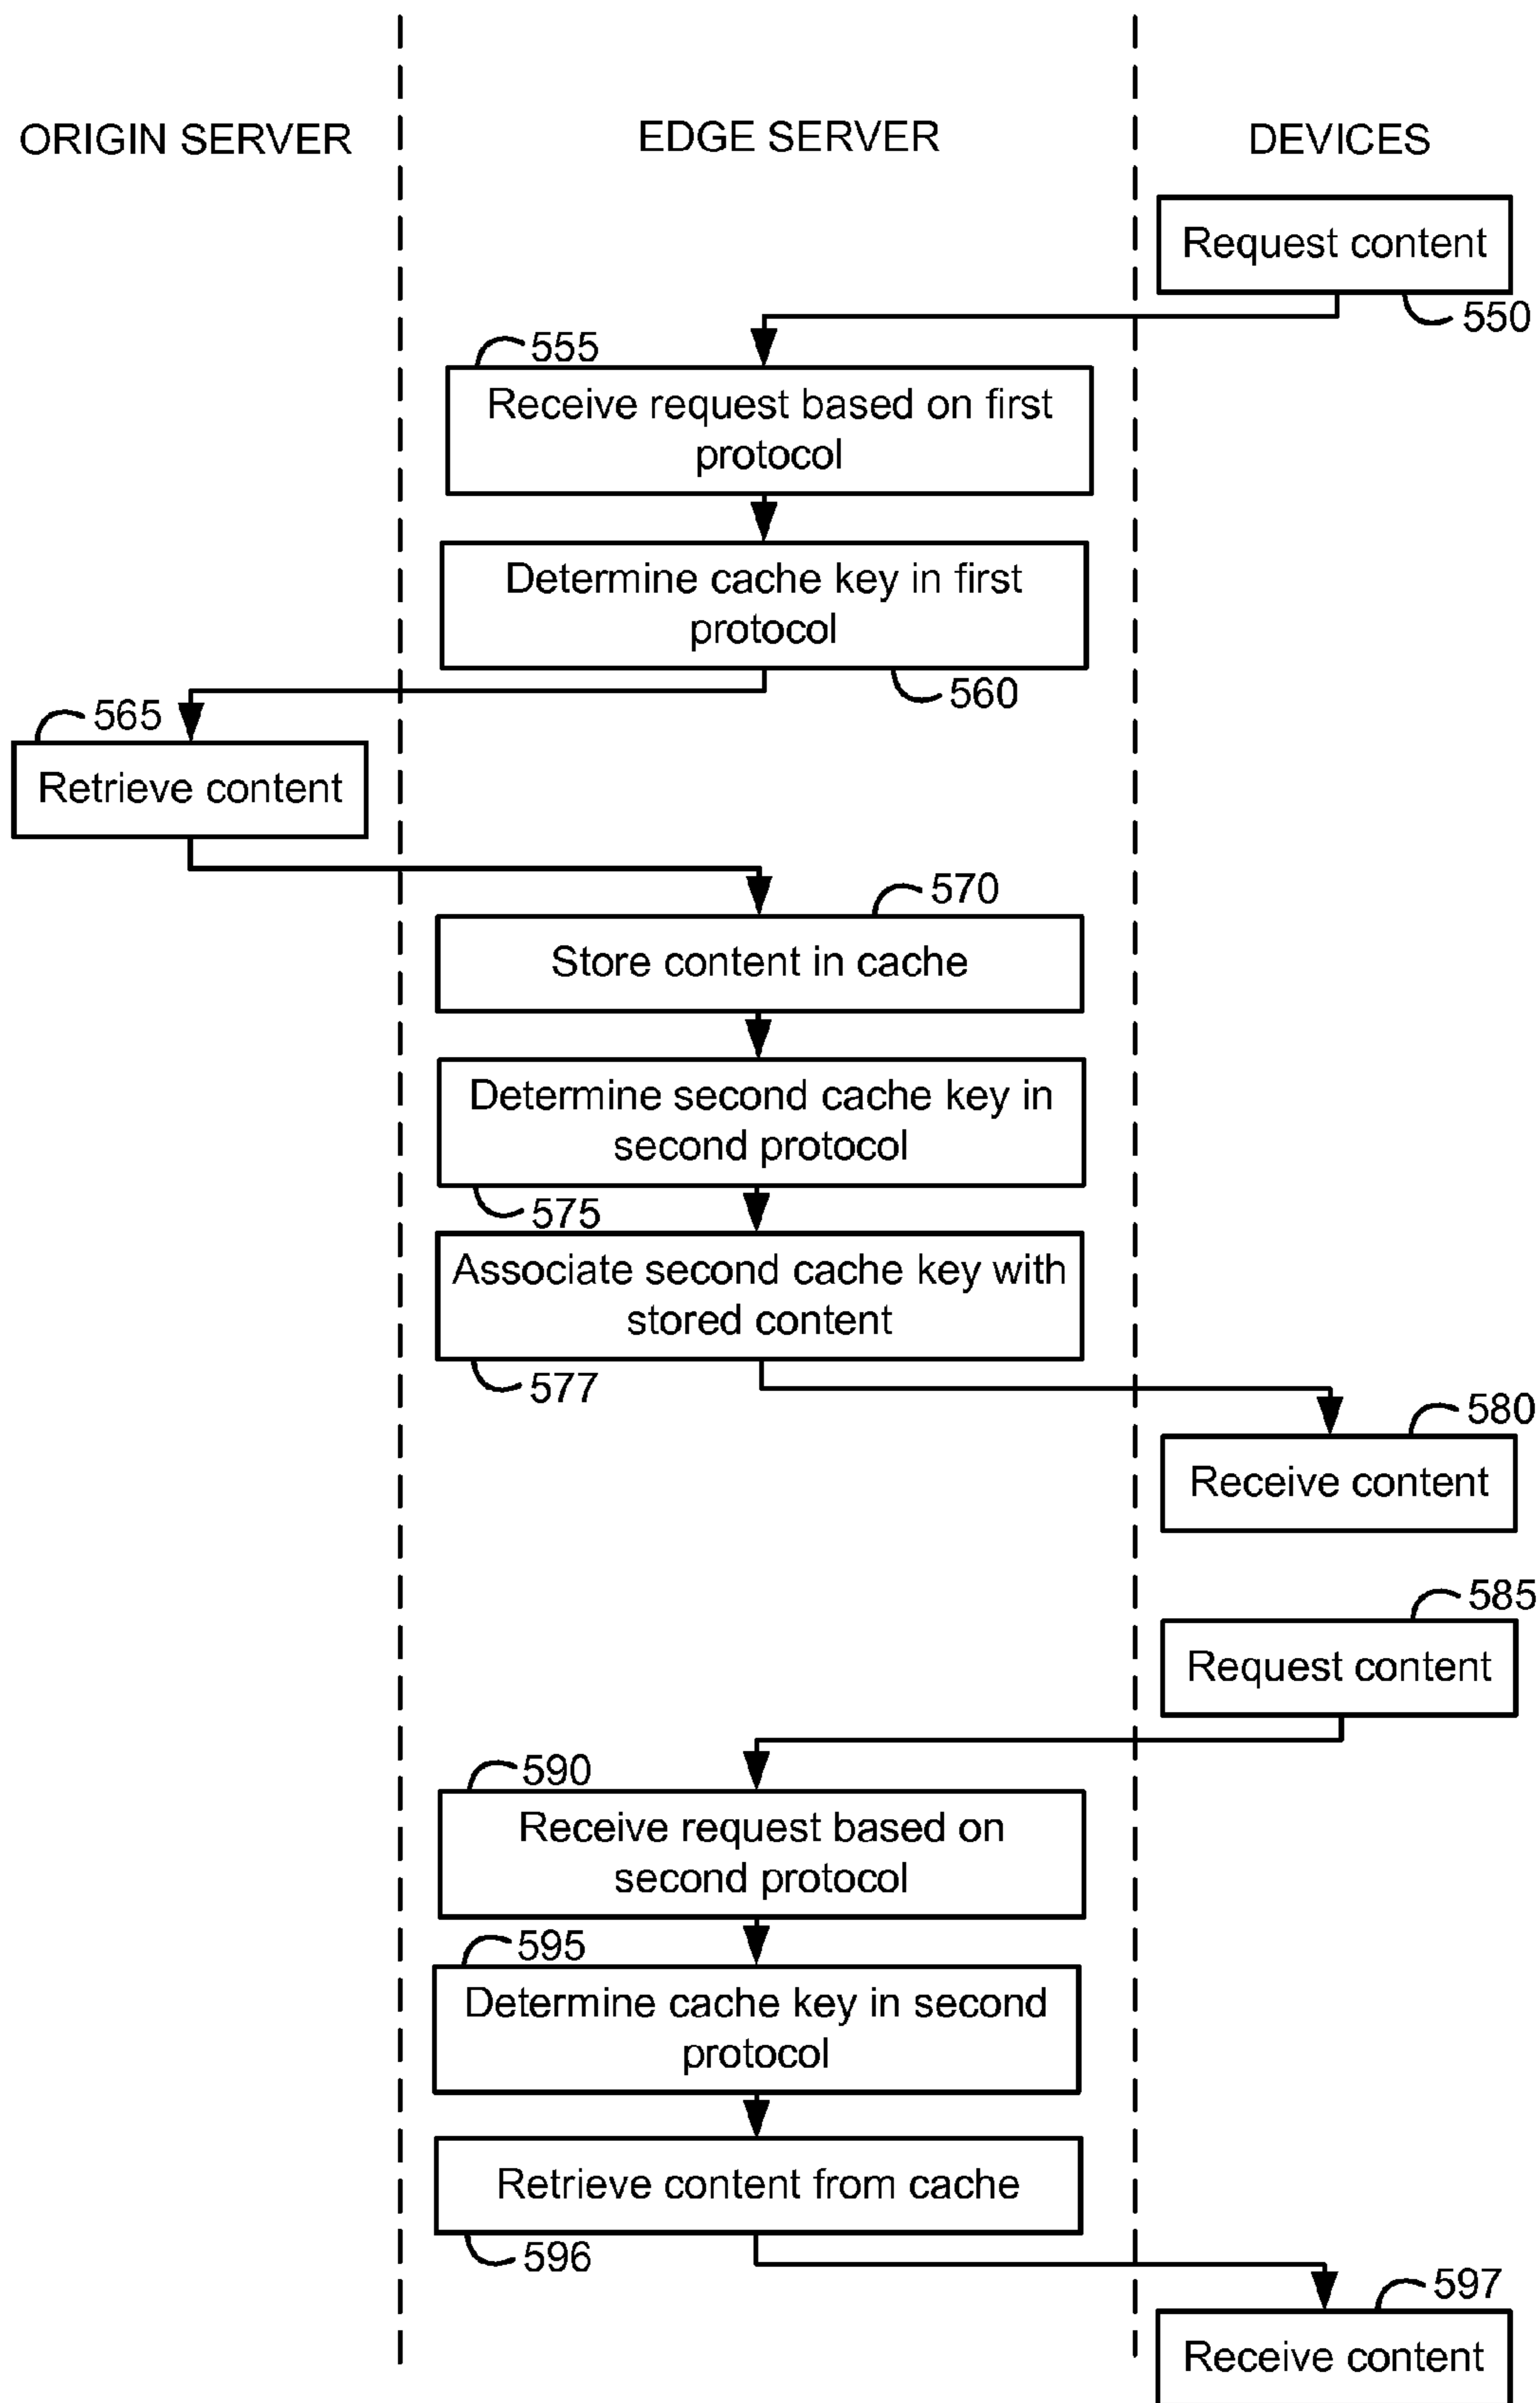 ORIGIN SERVER
EDGE SERVER
DEVICES
Request content
550
555
Receive request based on first
protocol
Determine cache key in first
protocol
560
565
Retrieve content
570
Store content in cache
Determine second cache key in
second protocol
575
Associate second cache key with
stored content
577
580
Receive content
585
Request content
590
Receive request based on
second protocol
595
Determine cache key in second
protocol
Retrieve content from cache
596
597
Receive content